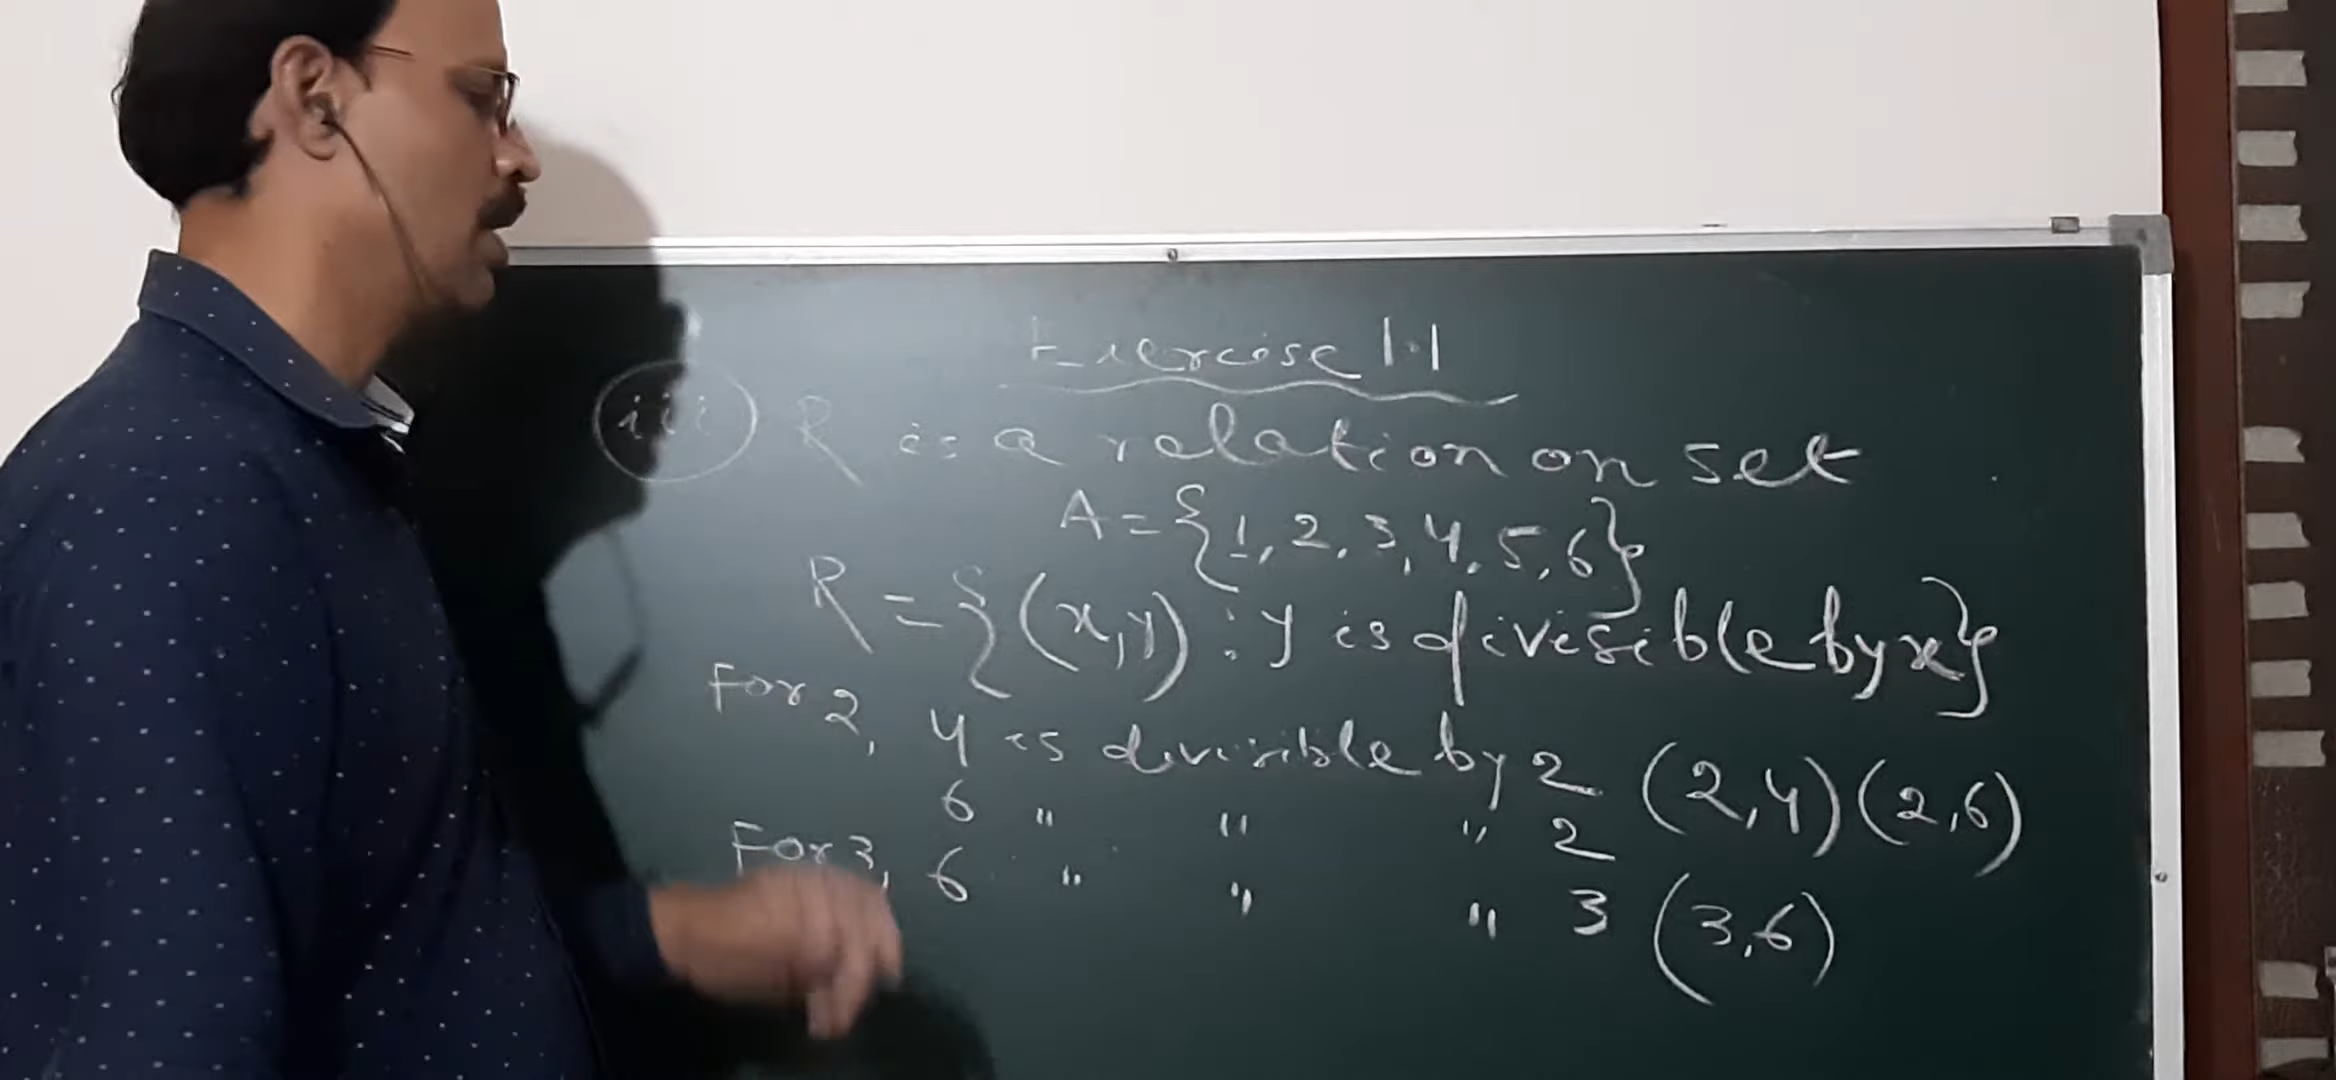 Exercise 1.1
iii) R is a relation on set
A = {1, 2, 3, 4, 5, 6}
R = {(x,y) : y is divisible by x}
For 2, 4 is divisible by 2 (2,4) (2,6)
6 " " " 2
For 3, 6 " " " 3 (3,6)